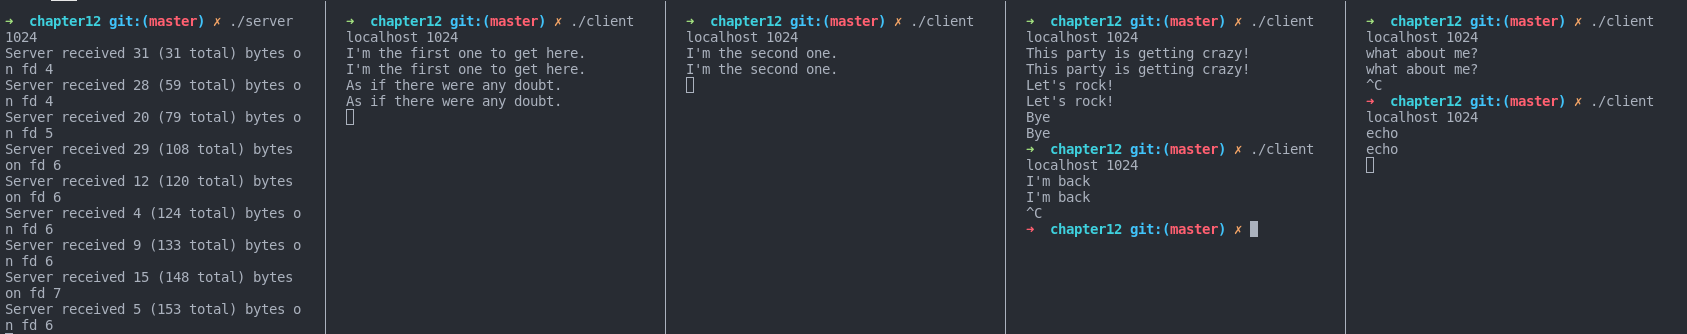 ➜  chapter12 git:(master) ✗ ./server
1024
Server received 31 (31 total) bytes o
n fd 4
Server received 28 (59 total) bytes o
n fd 4
Server received 20 (79 total) bytes o
n fd 5
Server received 29 (108 total) bytes
on fd 6
Server received 12 (120 total) bytes
on fd 6
Server received 4 (124 total) bytes o
n fd 6
Server received 9 (133 total) bytes o
n fd 6
Server received 15 (148 total) bytes
on fd 7
Server received 5 (153 total) bytes o
n fd 6
➜  chapter12 git:(master) ✗ ./client
localhost 1024
I'm the first one to get here.
I'm the first one to get here.
As if there were any doubt.
As if there were any doubt.
➜  chapter12 git:(master) ✗ ./client
localhost 1024
I'm the second one.
I'm the second one.
➜  chapter12 git:(master) ✗ ./client
localhost 1024
This party is getting crazy!
This party is getting crazy!
Let's rock!
Let's rock!
Bye
Bye
➜  chapter12 git:(master) ✗ ./client
localhost 1024
I'm back
I'm back
^C
➜  chapter12 git:(master) ✗
➜  chapter12 git:(master) ✗ ./client
localhost 1024
what about me?
what about me?
^C
➜  chapter12 git:(master) ✗ ./client
localhost 1024
echo
echo